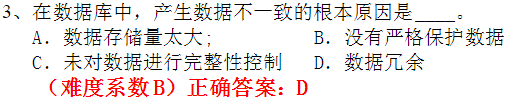 3、在数据库中，产生数据不一致的根本原因是____。
A．数据存储量太大; B．没有严格保护数据
C．未对数据进行完整性控制 D．数据冗余
（难度系数B）正确答案：D